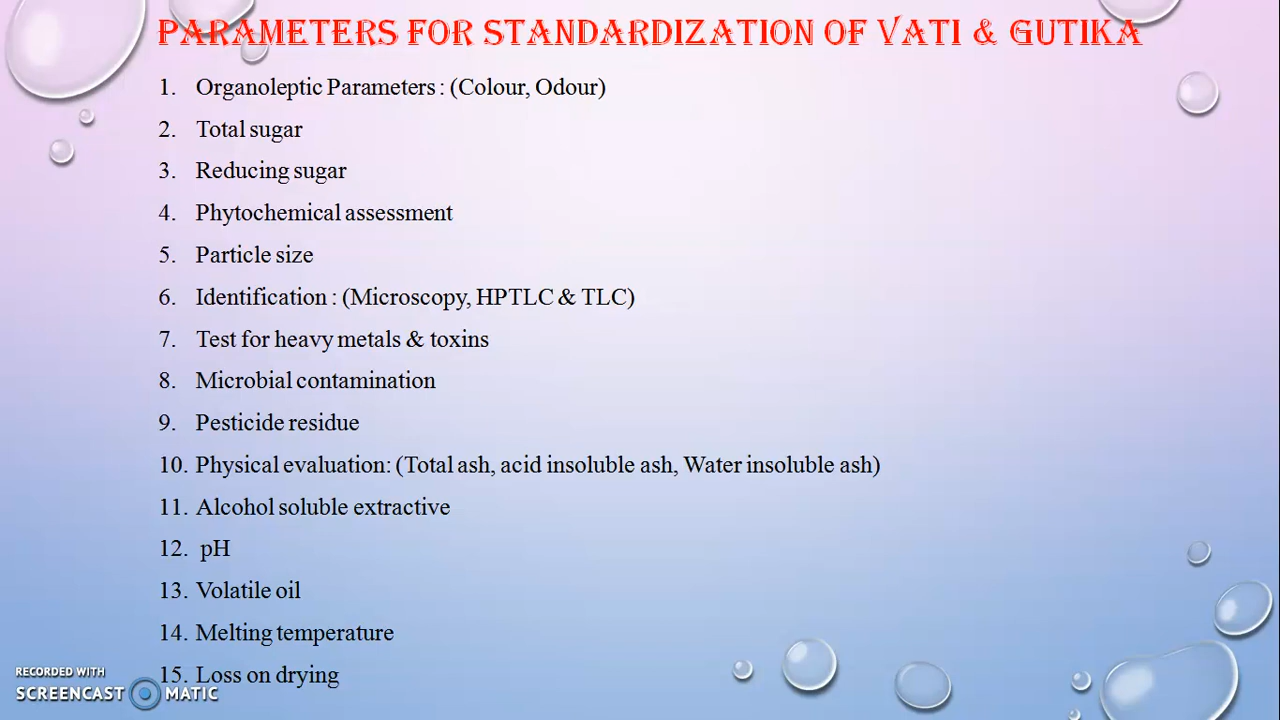 PARAMETERS FOR STANDARDIZATION OF VATI & GUTIKA
1. Organoleptic Parameters : (Colour, Odour)
2. Total sugar
3. Reducing sugar
4. Phytochemical assessment
5. Particle size
6. Identification : (Microscopy, HPTLC & TLC)
7. Test for heavy metals & toxins
8. Microbial contamination
9. Pesticide residue
10. Physical evaluation: (Total ash, acid insoluble ash, Water insoluble ash)
11. Alcohol soluble extractive
12. pH
13. Volatile oil
14. Melting temperature
15. Loss on drying
RECORDED WITH
SCREENCAST MATIC